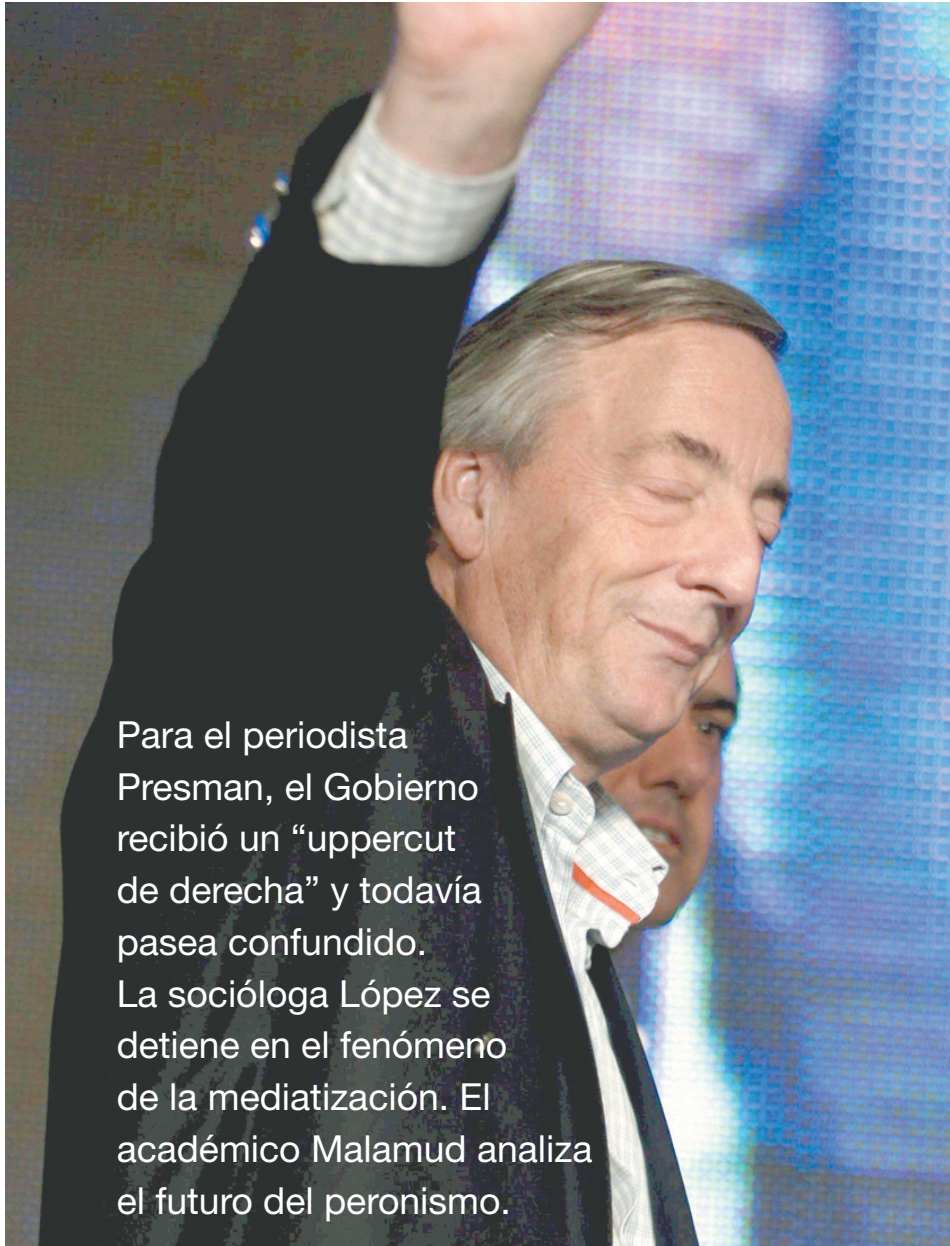 Para el periodista
Presman, el Gobierno
recibió un “uppercut
de derecha” y todavía
pasea confundido.
La socióloga López se
detiene en el fenómeno
de la mediatización. El
académico Malamud analiza
el futuro del peronismo.